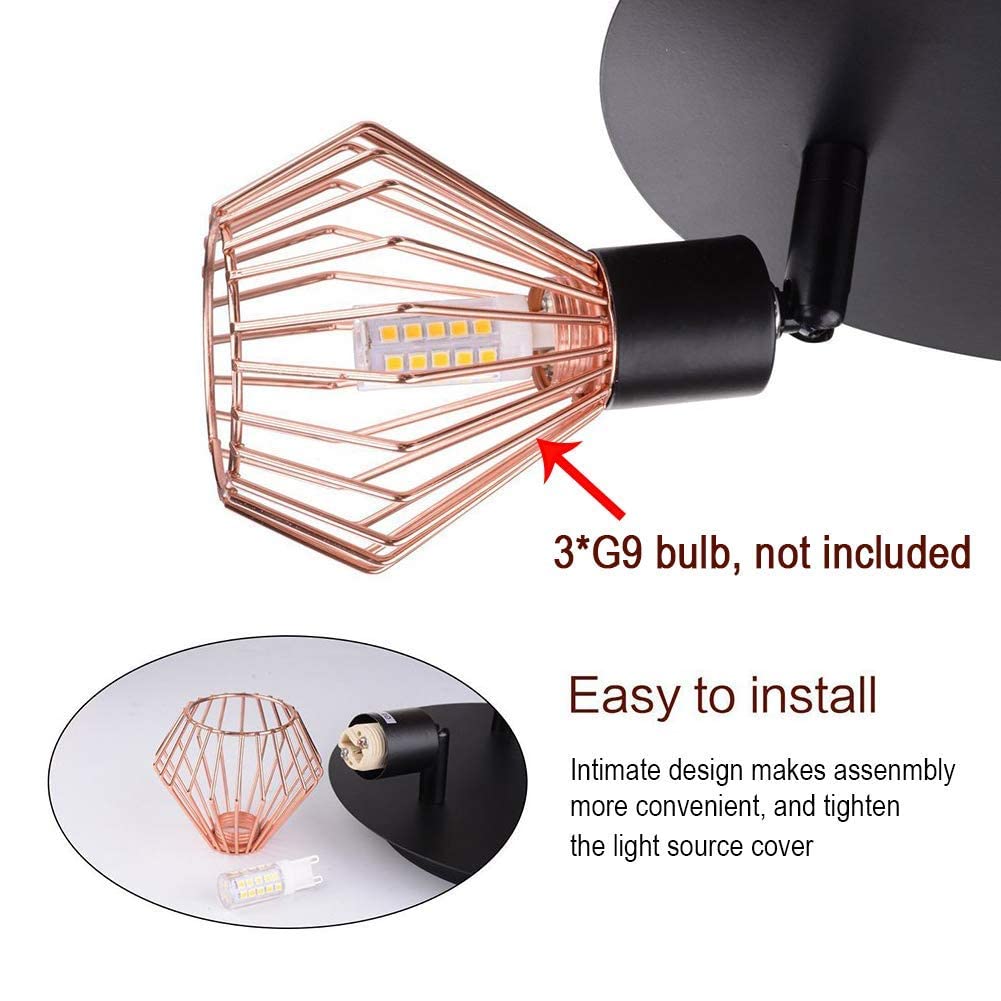 3*G9 bulb, not included
Easy to install
Intimate design makes assenmbly
more convenient, and tighten
the light source cover